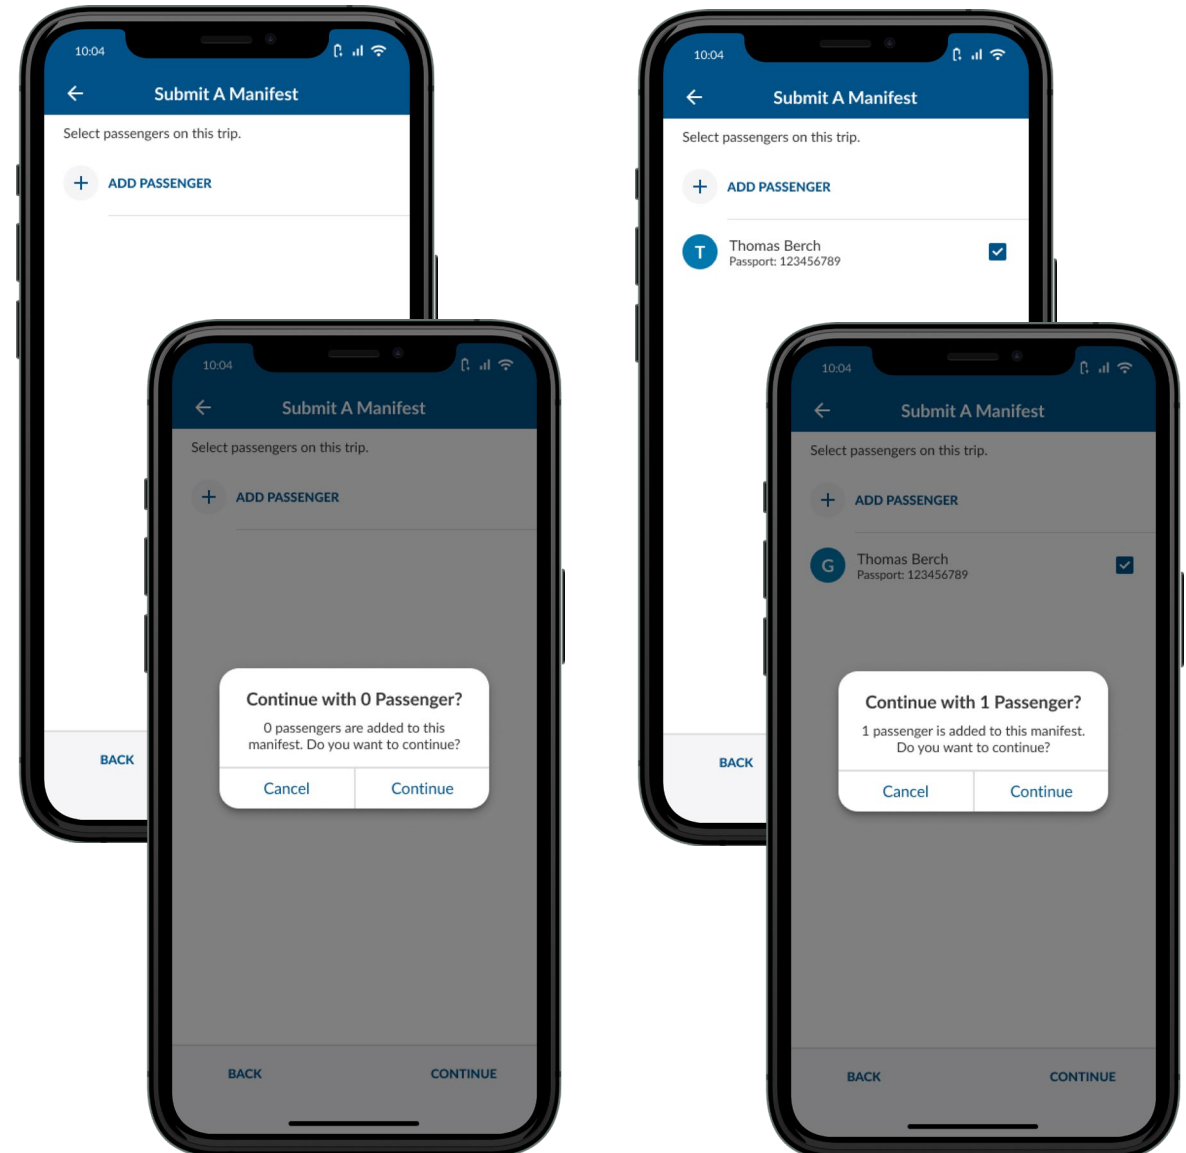 10:04
Submit A Manifest
Select passengers on this trip.
ADD PASSENGER
BACK
10:04
Submit A Manifest
Select passengers on this trip.
ADD PASSENGER
Continue with 0 Passenger?
0 passengers are added to this
manifest. Do you want to continue?
Cancel Continue
BACK CONTINUE
10:04
Submit A Manifest
Select passengers on this trip.
ADD PASSENGER
T Thomas Berch
Passport: 123456789
BACK
10:04
Submit A Manifest
Select passengers on this trip.
ADD PASSENGER
G Thomas Berch
Passport: 123456789
Continue with 1 Passenger?
1 passenger is added to this manifest.
Do you want to continue?
Cancel Continue
BACK CONTINUE